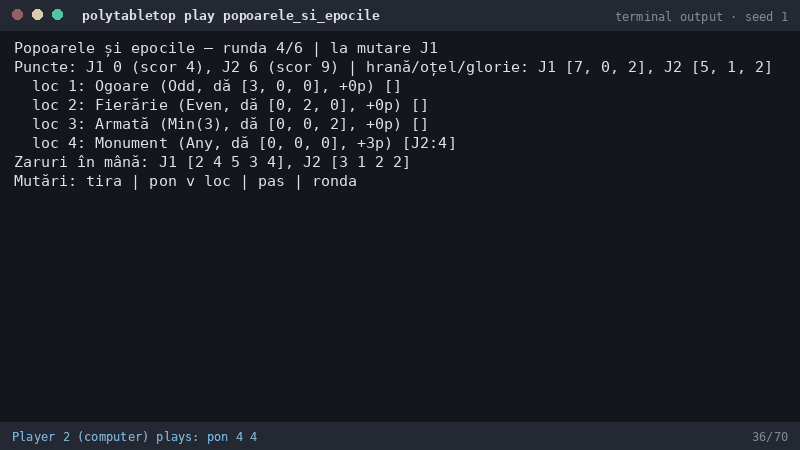 polytabletop play popoarele_si_epocile
terminal output · seed 1
Popoarele și epocile — runda 4/6 | la mutare J1
Puncte: J1 0 (scor 4), J2 6 (scor 9) | hrană/oțel/glorie: J1 [7, 0, 2], J2 [5, 1, 2]
loc 1: Ogoare (Odd, dă [3, 0, 0], +0p) []
loc 2: Fierărie (Even, dă [0, 2, 0], +0p) []
loc 3: Armată (Min(3), dă [0, 0, 2], +0p) []
loc 4: Monument (Any, dă [0, 0, 0], +3p) [J2:4]
Zaruri în mână: J1 [2 4 5 3 4], J2 [3 1 2 2]
Mutări: tira | pon v loc | pas | ronda
Player 2 (computer) plays: pon 4 4
36/70